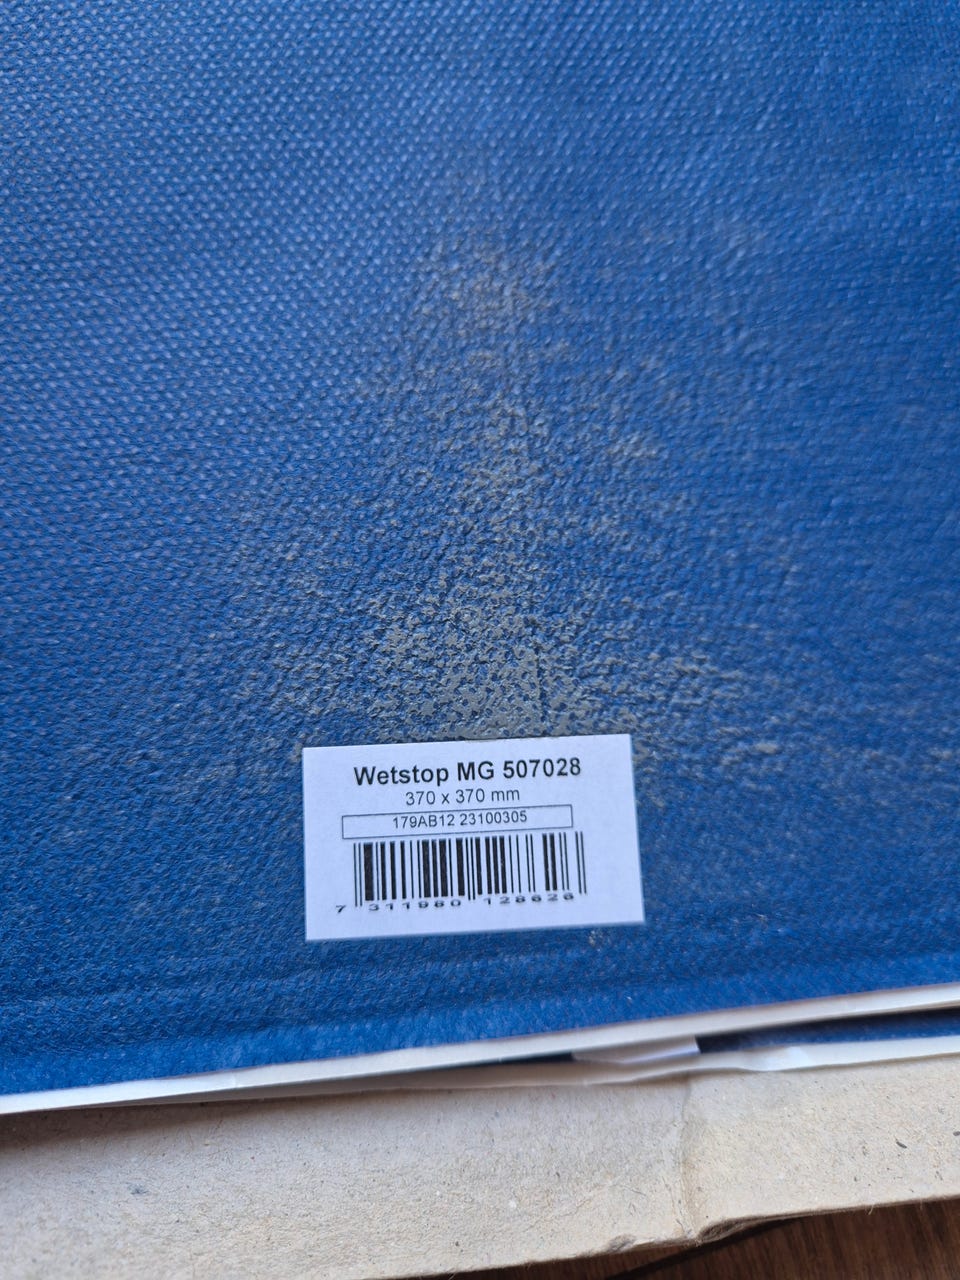 Wetstop MG 507028
370 x 370 mm
179AB12 23100305
7 311980 128626